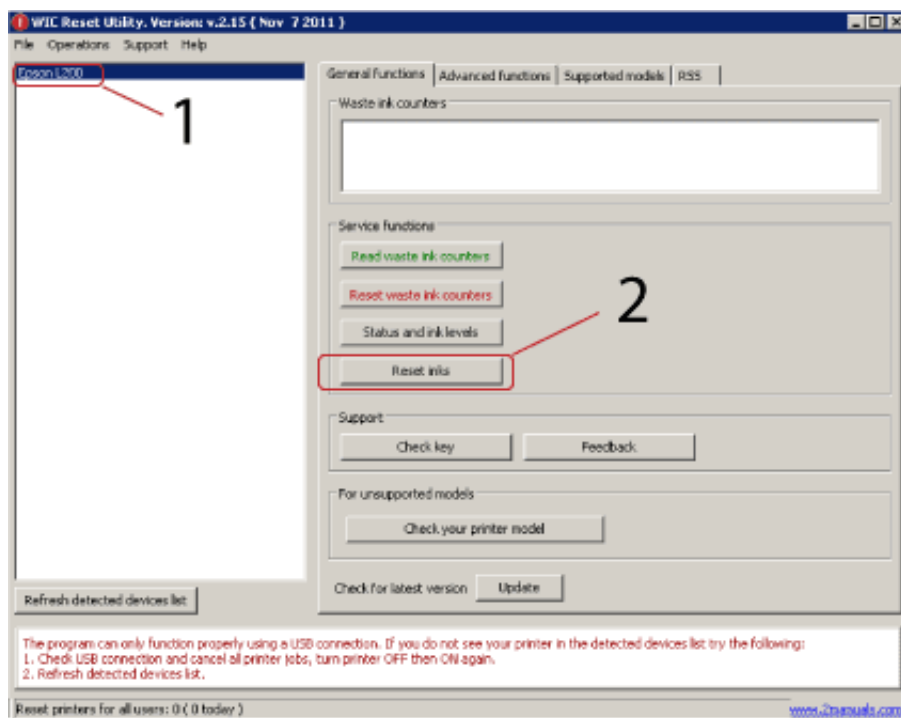 WIC Reset Utility. Version: v.2.15 { Nov 7 2011 }
File Operations Support Help
Epson L200
1
General functions Advanced functions Supported models RSS
Waste ink counters
Service functions
Read waste ink counters
Reset waste ink counters
2
Status and ink levels
Reset inks
Support
Check key Feedback
For unsupported models
Check your printer model
Check for latest version Update
Refresh detected devices list
The program can only function properly using a USB connection. If you do not see your printer in the detected devices list try the following:
1. Check USB connection and cancel all printer jobs, turn printer OFF then ON again.
2. Refresh detected devices list.
Reset printers for all users: 0 ( 0 today ) www.2manuals.com